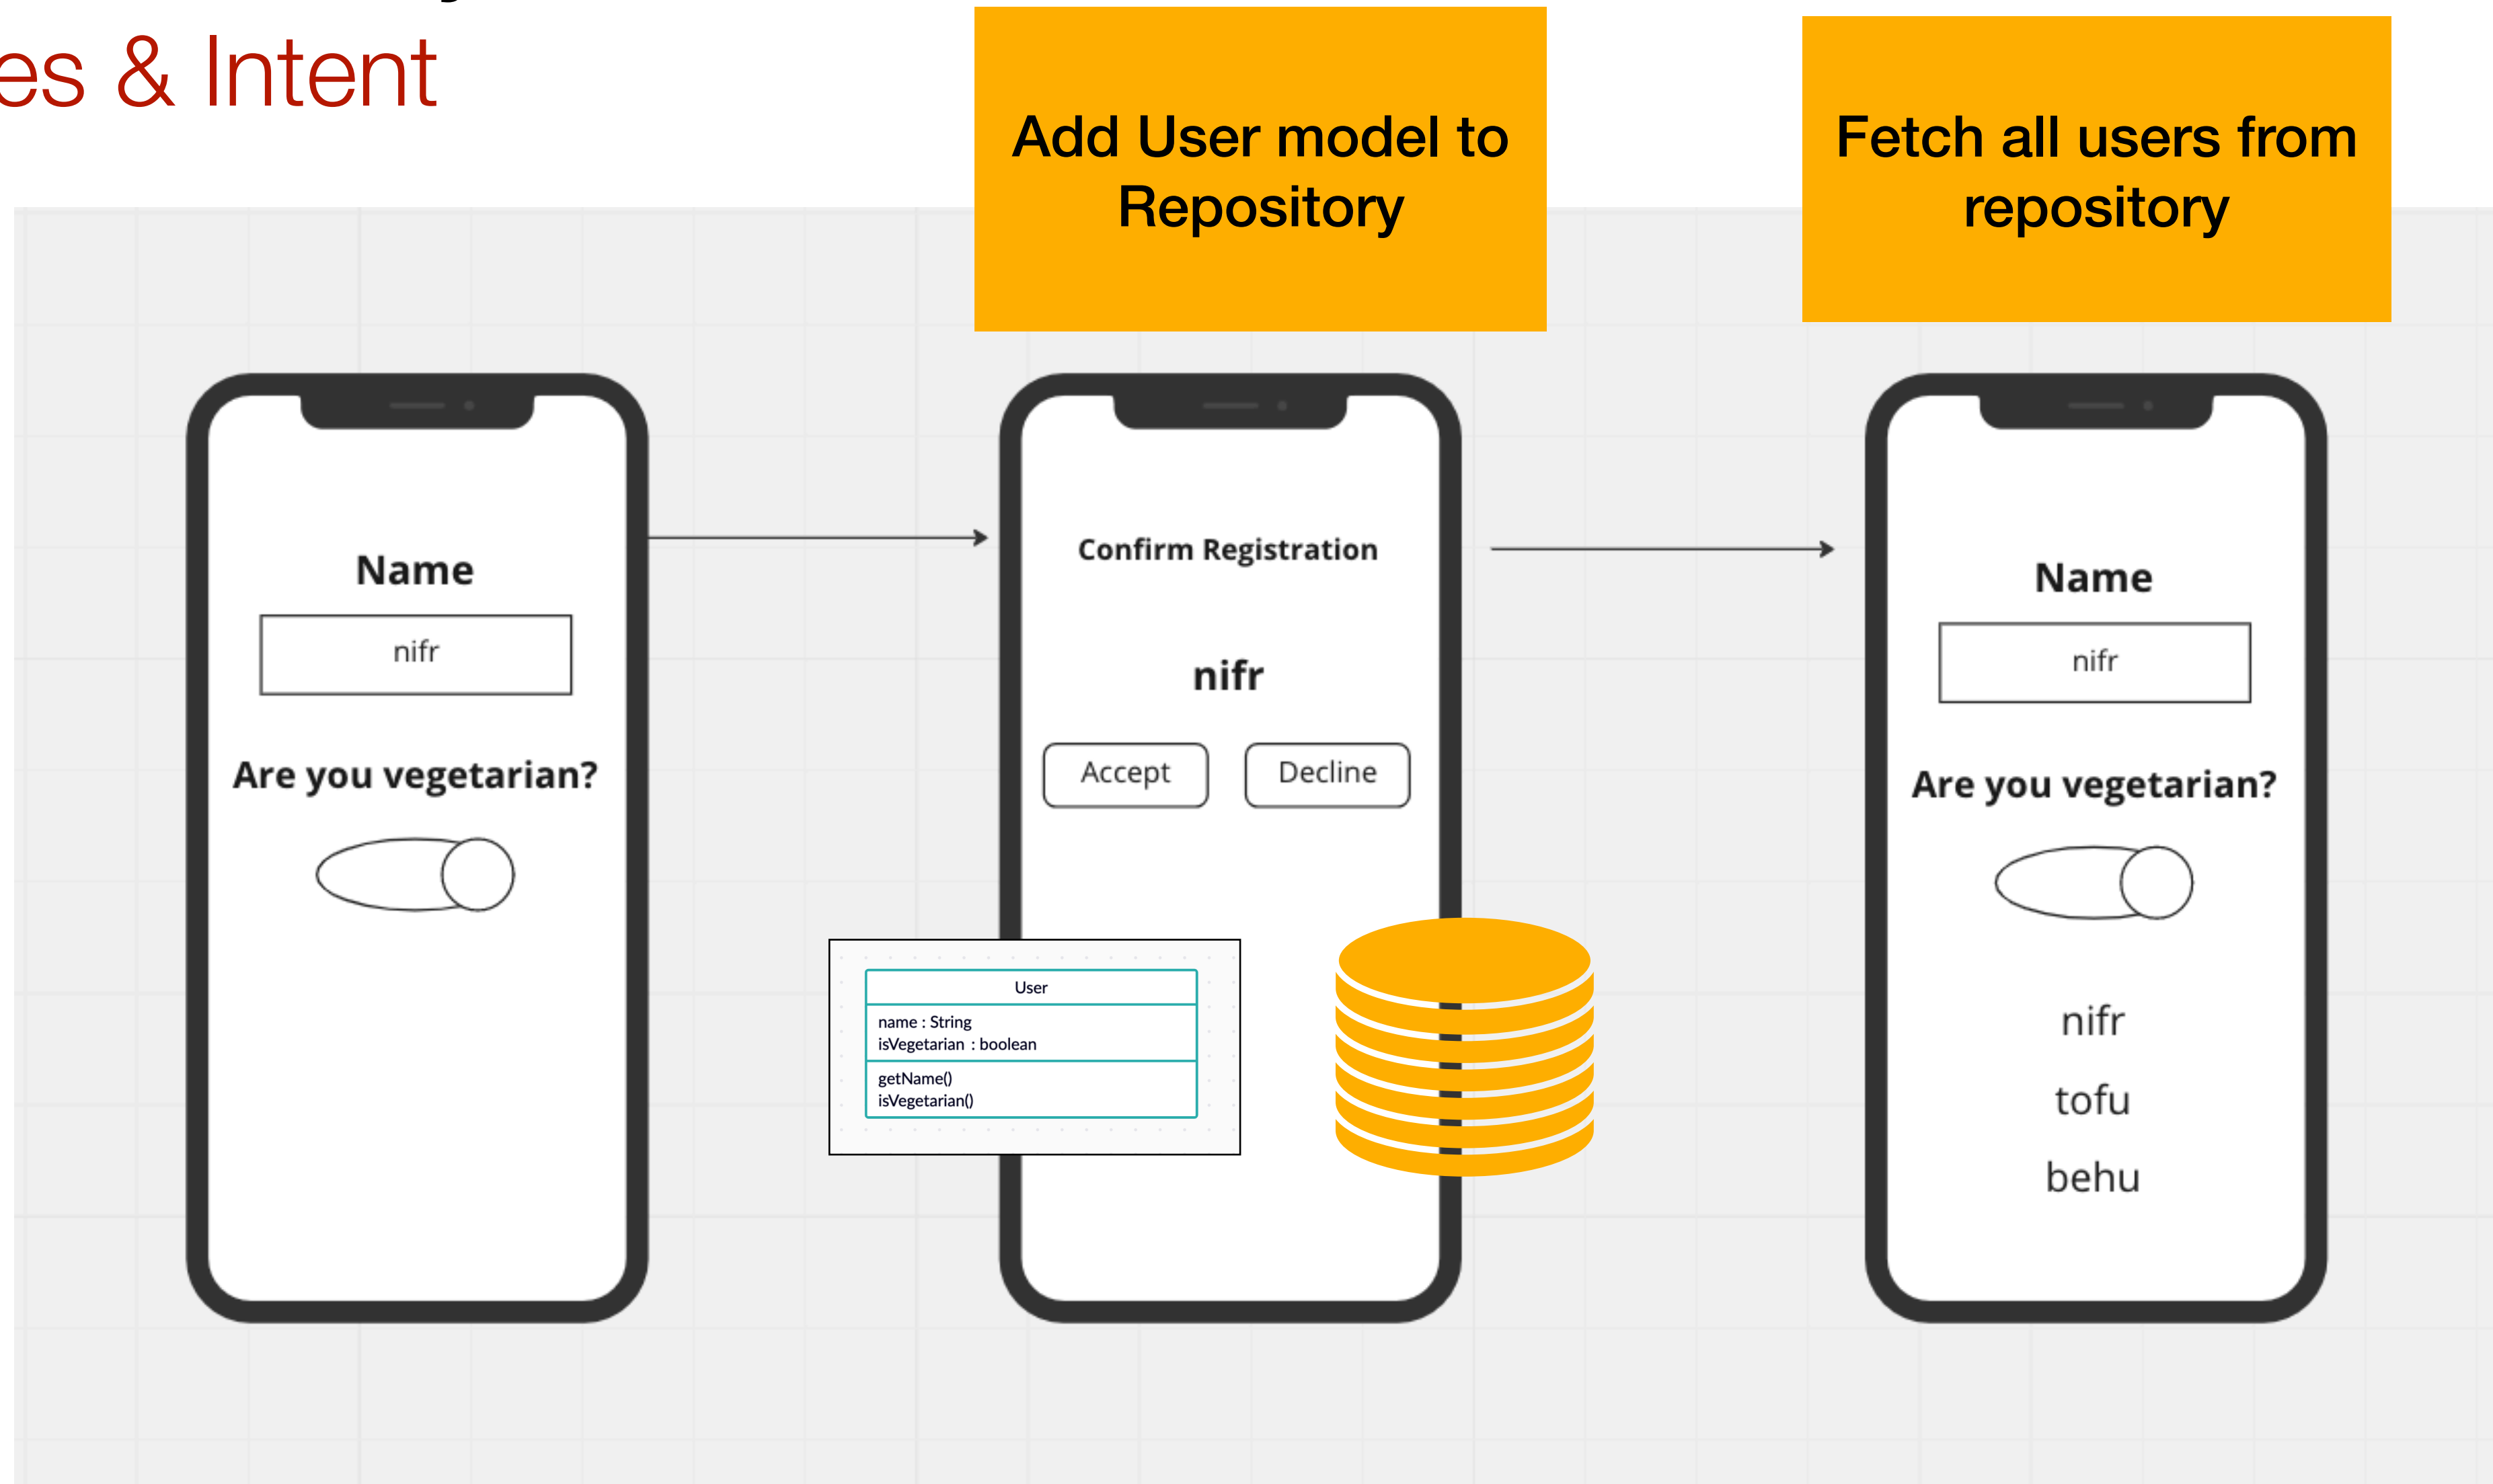 es & Intent
Add User model to
Repository
Fetch all users from
repository
Name
nifr
Are you vegetarian?
Confirm Registration
nifr
Accept
Decline
User
name : String
isVegetarian : boolean
getName()
isVegetarian()
Name
nifr
Are you vegetarian?
nifr
tofu
behu